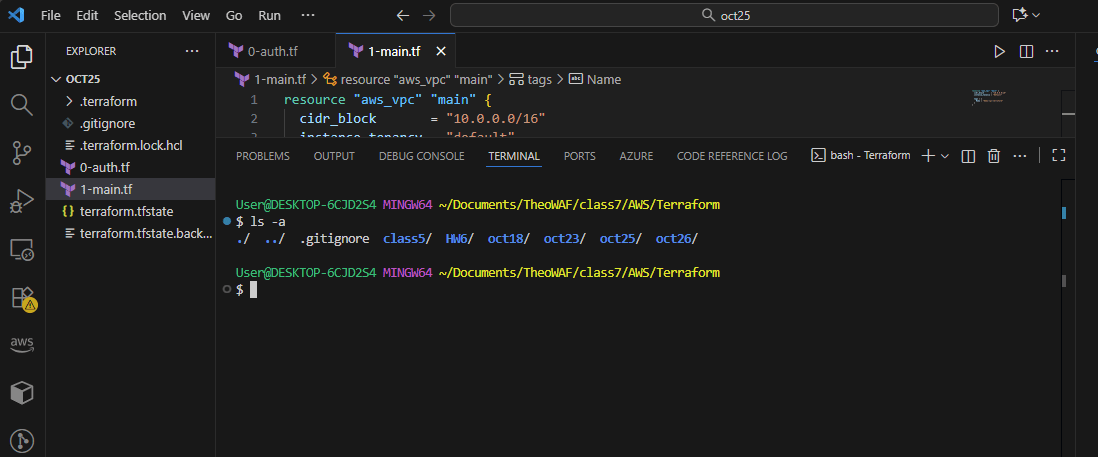 File Edit Selection View Go Run ... oct25
EXPLORER ...
OCT25
.terraform
.gitignore
.terraform.lock.hcl
0-auth.tf
1-main.tf
terraform.tfstate
terraform.tfstate.back...
aws
0-auth.tf 1-main.tf
1-main.tf > resource "aws_vpc" "main" > tags > abc Name
1 resource "aws_vpc" "main" {
2 cidr_block = "10.0.0.0/16"
3 instance_tenancy = "default"
PROBLEMS OUTPUT DEBUG CONSOLE TERMINAL PORTS AZURE CODE REFERENCE LOG bash - Terraform
User@DESKTOP-6CJD2S4 MINGW64 ~/Documents/TheoWAF/class7/AWS/Terraform
$ ls -a
./ ../ .gitignore class5/ HW6/ oct18/ oct23/ oct25/ oct26/
User@DESKTOP-6CJD2S4 MINGW64 ~/Documents/TheoWAF/class7/AWS/Terraform
$